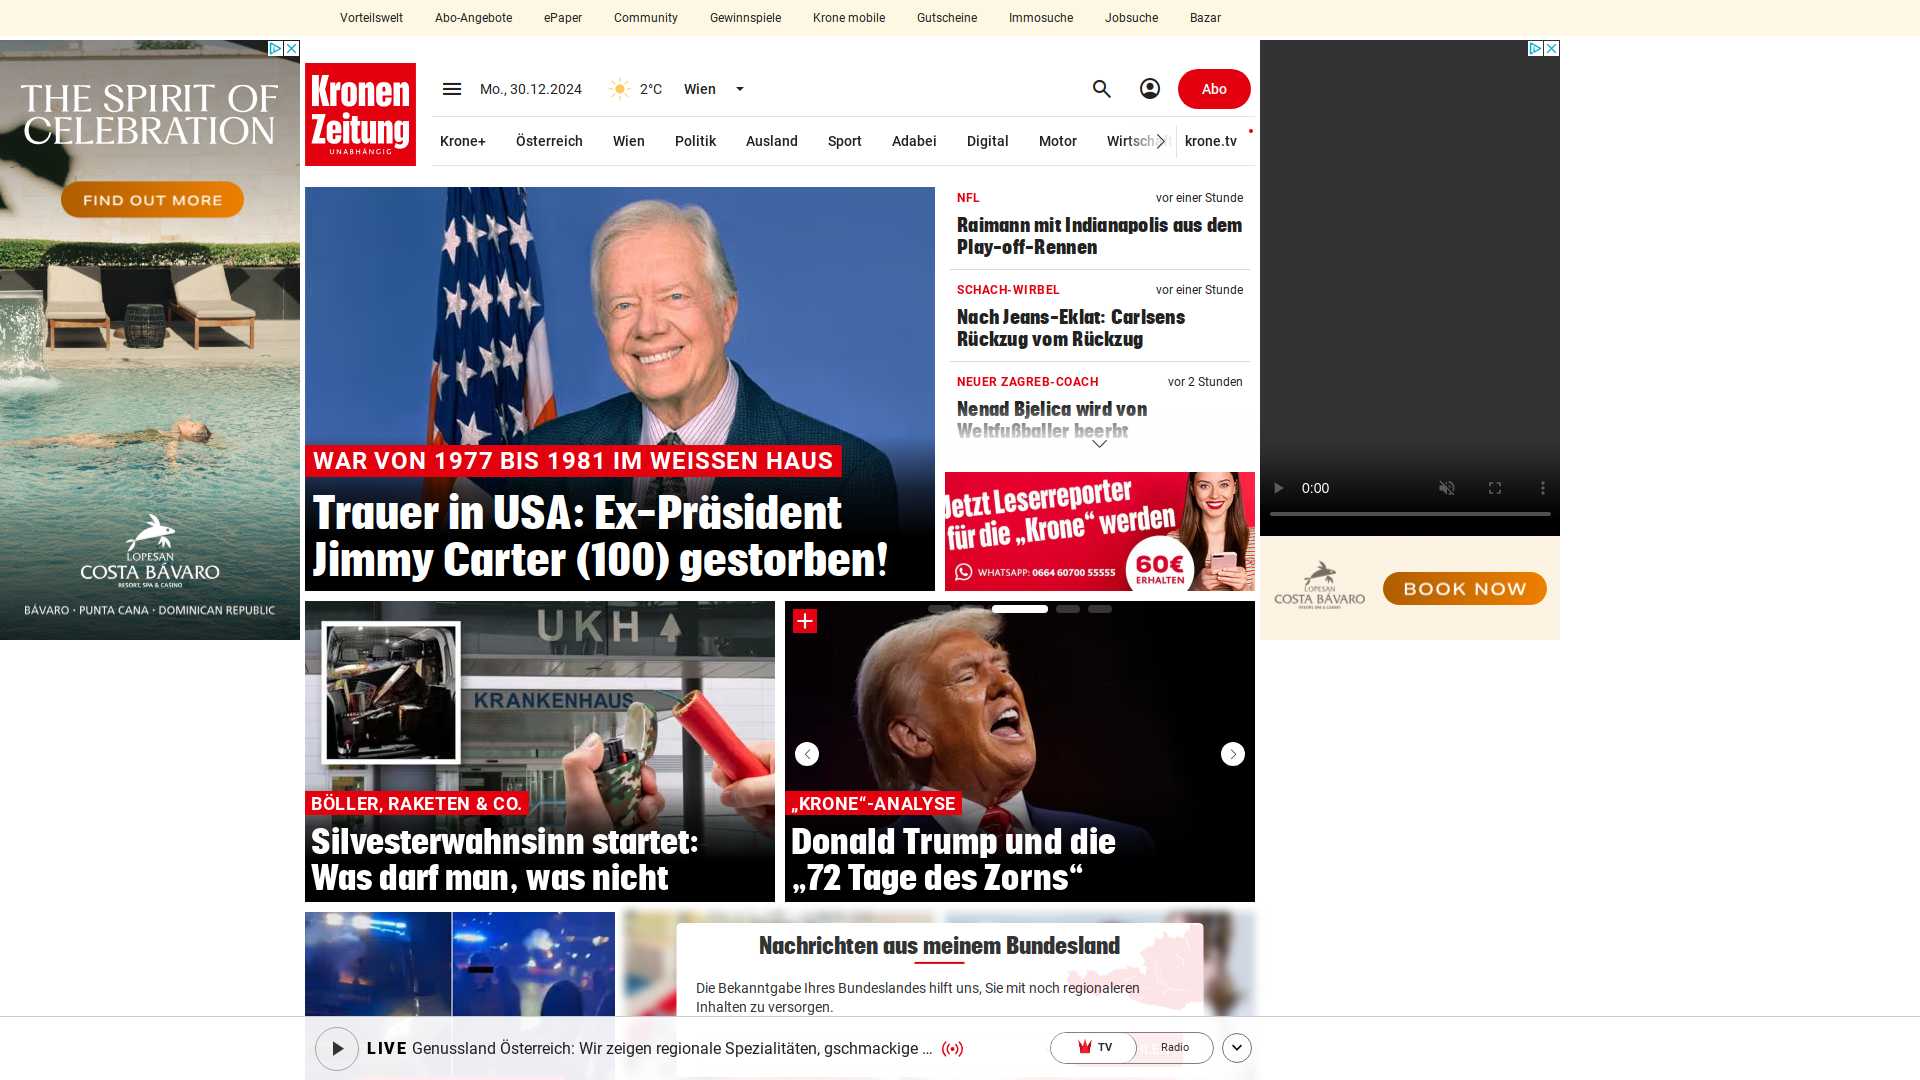 Vorteilswelt
Abo-Angebote
ePaper
Community
Gewinnspiele
Krone mobile
Gutscheine
Immosuche
Jobsuche
Bazar
THE SPIRIT OF
CELEBRATION
FIND OUT MORE
LOPESAN
COSTA BÁVARO
RESORT, SPA & CASINO
BÁVARO · PUNTA CANA · DOMINICAN REPUBLIC
Kronen
Zeitung
UNABHÄNGIG
Mo., 30.12.2024
2°C
Wien
Abo
Krone+
Österreich
Wien
Politik
Ausland
Sport
Adabei
Digital
Motor
krone.tv
WAR VON 1977 BIS 1981 IM WEISSEN HAUS
Trauer in USA: Ex-Präsident
Jimmy Carter (100) gestorben!
NFL
vor einer Stunde
Raimann mit Indianapolis aus dem
Play-off-Rennen
SCHACH-WIRBEL
vor einer Stunde
Nach Jeans-Eklat: Carlsens
Rückzug vom Rückzug
NEUER ZAGREB-COACH
vor 2 Stunden
Nenad Bjelica wird von
Weltfußballer beerbt
Jetzt Leserreporter
für die „Krone“ werden
WHATSAPP: 0664 60700 55555
60€
ERHALTEN
0:00
LOPESAN
COSTA BÁVARO
RESORT, SPA & CASINO
BOOK NOW
UKH
KRANKENHAUS
BÖLLER, RAKETEN & CO.
Silvesterwahnsinn startet:
Was darf man, was nicht
„KRONE“-ANALYSE
Donald Trump und die
„72 Tage des Zorns“
Nachrichten aus meinem Bundesland
Die Bekanntgabe Ihres Bundeslandes hilft uns, Sie mit noch regionaleren
Inhalten zu versorgen.
LIVE Genussland Österreich: Wir zeigen regionale Spezialitäten, gschmackige ...
TV
Radio